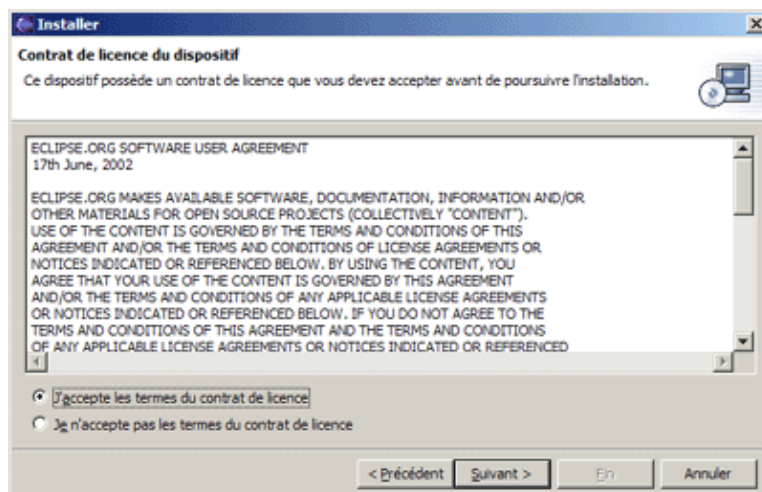 Installer
Contrat de licence du dispositif
Ce dispositif possède un contrat de licence que vous devez accepter avant de poursuivre l'installation.
ECLIPSE.ORG SOFTWARE USER AGREEMENT
17th June, 2002
ECLIPSE.ORG MAKES AVAILABLE SOFTWARE, DOCUMENTATION, INFORMATION AND/OR
OTHER MATERIALS FOR OPEN SOURCE PROJECTS (COLLECTIVELY "CONTENT").
USE OF THE CONTENT IS GOVERNED BY THE TERMS AND CONDITIONS OF THIS
AGREEMENT AND/OR THE TERMS AND CONDITIONS OF LICENSE AGREEMENTS OR
NOTICES INDICATED OR REFERENCED BELOW. BY USING THE CONTENT, YOU
AGREE THAT YOUR USE OF THE CONTENT IS GOVERNED BY THIS AGREEMENT
AND/OR THE TERMS AND CONDITIONS OF ANY APPLICABLE LICENSE AGREEMENTS
OR NOTICES INDICATED OR REFERENCED BELOW. IF YOU DO NOT AGREE TO THE
TERMS AND CONDITIONS OF THIS AGREEMENT AND THE TERMS AND CONDITIONS
OF ANY APPLICABLE LICENSE AGREEMENTS OR NOTICES INDICATED OR REFERENCED
J'accepte les termes du contrat de licence
Je n'accepte pas les termes du contrat de licence
< Précédent Suivant > Fin Annuler